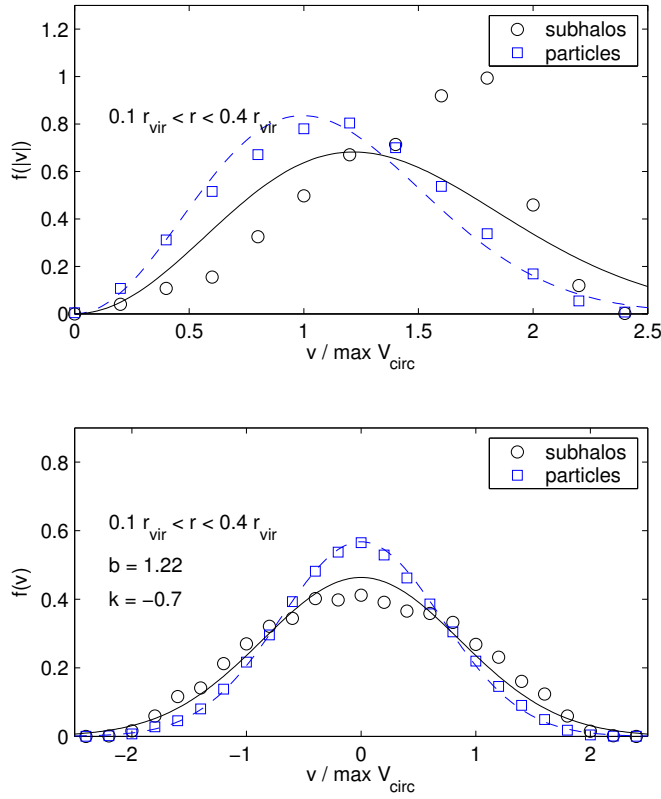 1.2
1
0.8
0.6
0.4
0.2
0
f(|v|)
subhalos
particles
0.1 r_vir < r < 0.4 r_vir
0 0.5 1 1.5 2 2.5
v / max V_circ
0.8
0.6
0.4
0.2
0
f(v)
subhalos
particles
0.1 r_vir < r < 0.4 r_vir
b = 1.22
k = −0.7
−2 −1 0 1 2
v / max V_circ